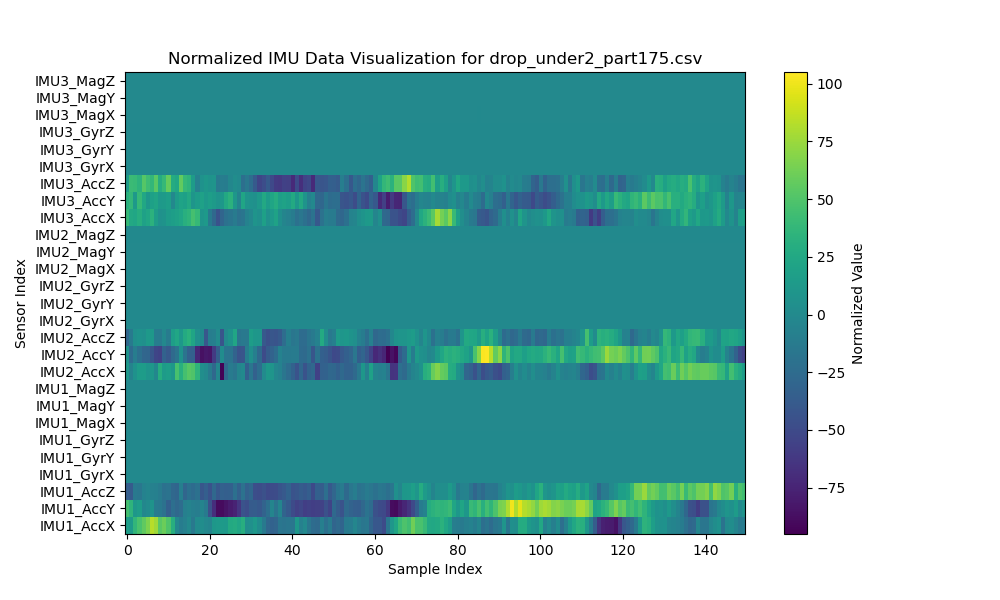 Normalized IMU Data Visualization for drop_under2_part175.csv
IMU3_MagZ
IMU3_MagY
IMU3_MagX
IMU3_GyrZ
IMU3_GyrY
IMU3_GyrX
IMU3_AccZ
IMU3_AccY
IMU3_AccX
IMU2_MagZ
IMU2_MagY
IMU2_MagX
IMU2_GyrZ
IMU2_GyrY
IMU2_GyrX
IMU2_AccZ
IMU2_AccY
IMU2_AccX
IMU1_MagZ
IMU1_MagY
IMU1_MagX
IMU1_GyrZ
IMU1_GyrY
IMU1_GyrX
IMU1_AccZ
IMU1_AccY
IMU1_AccX
Sensor Index
0 20 40 60 80 100 120 140
Sample Index
100
75
50
25
0
−25
−50
−75
Normalized Value